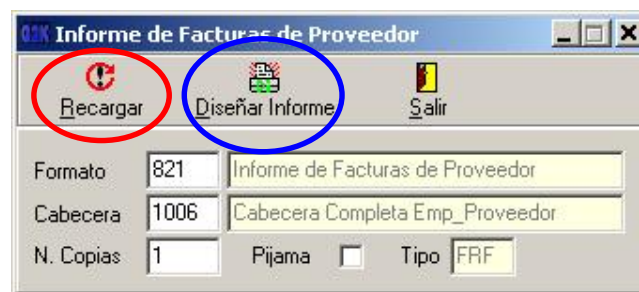 02K Informe de Facturas de Proveedor
Recargar Diseñar Informe Salir
Formato 821 Informe de Facturas de Proveedor
Cabecera 1006 Cabecera Completa Emp_Proveedor
N. Copias 1 Pijama Tipo FRF